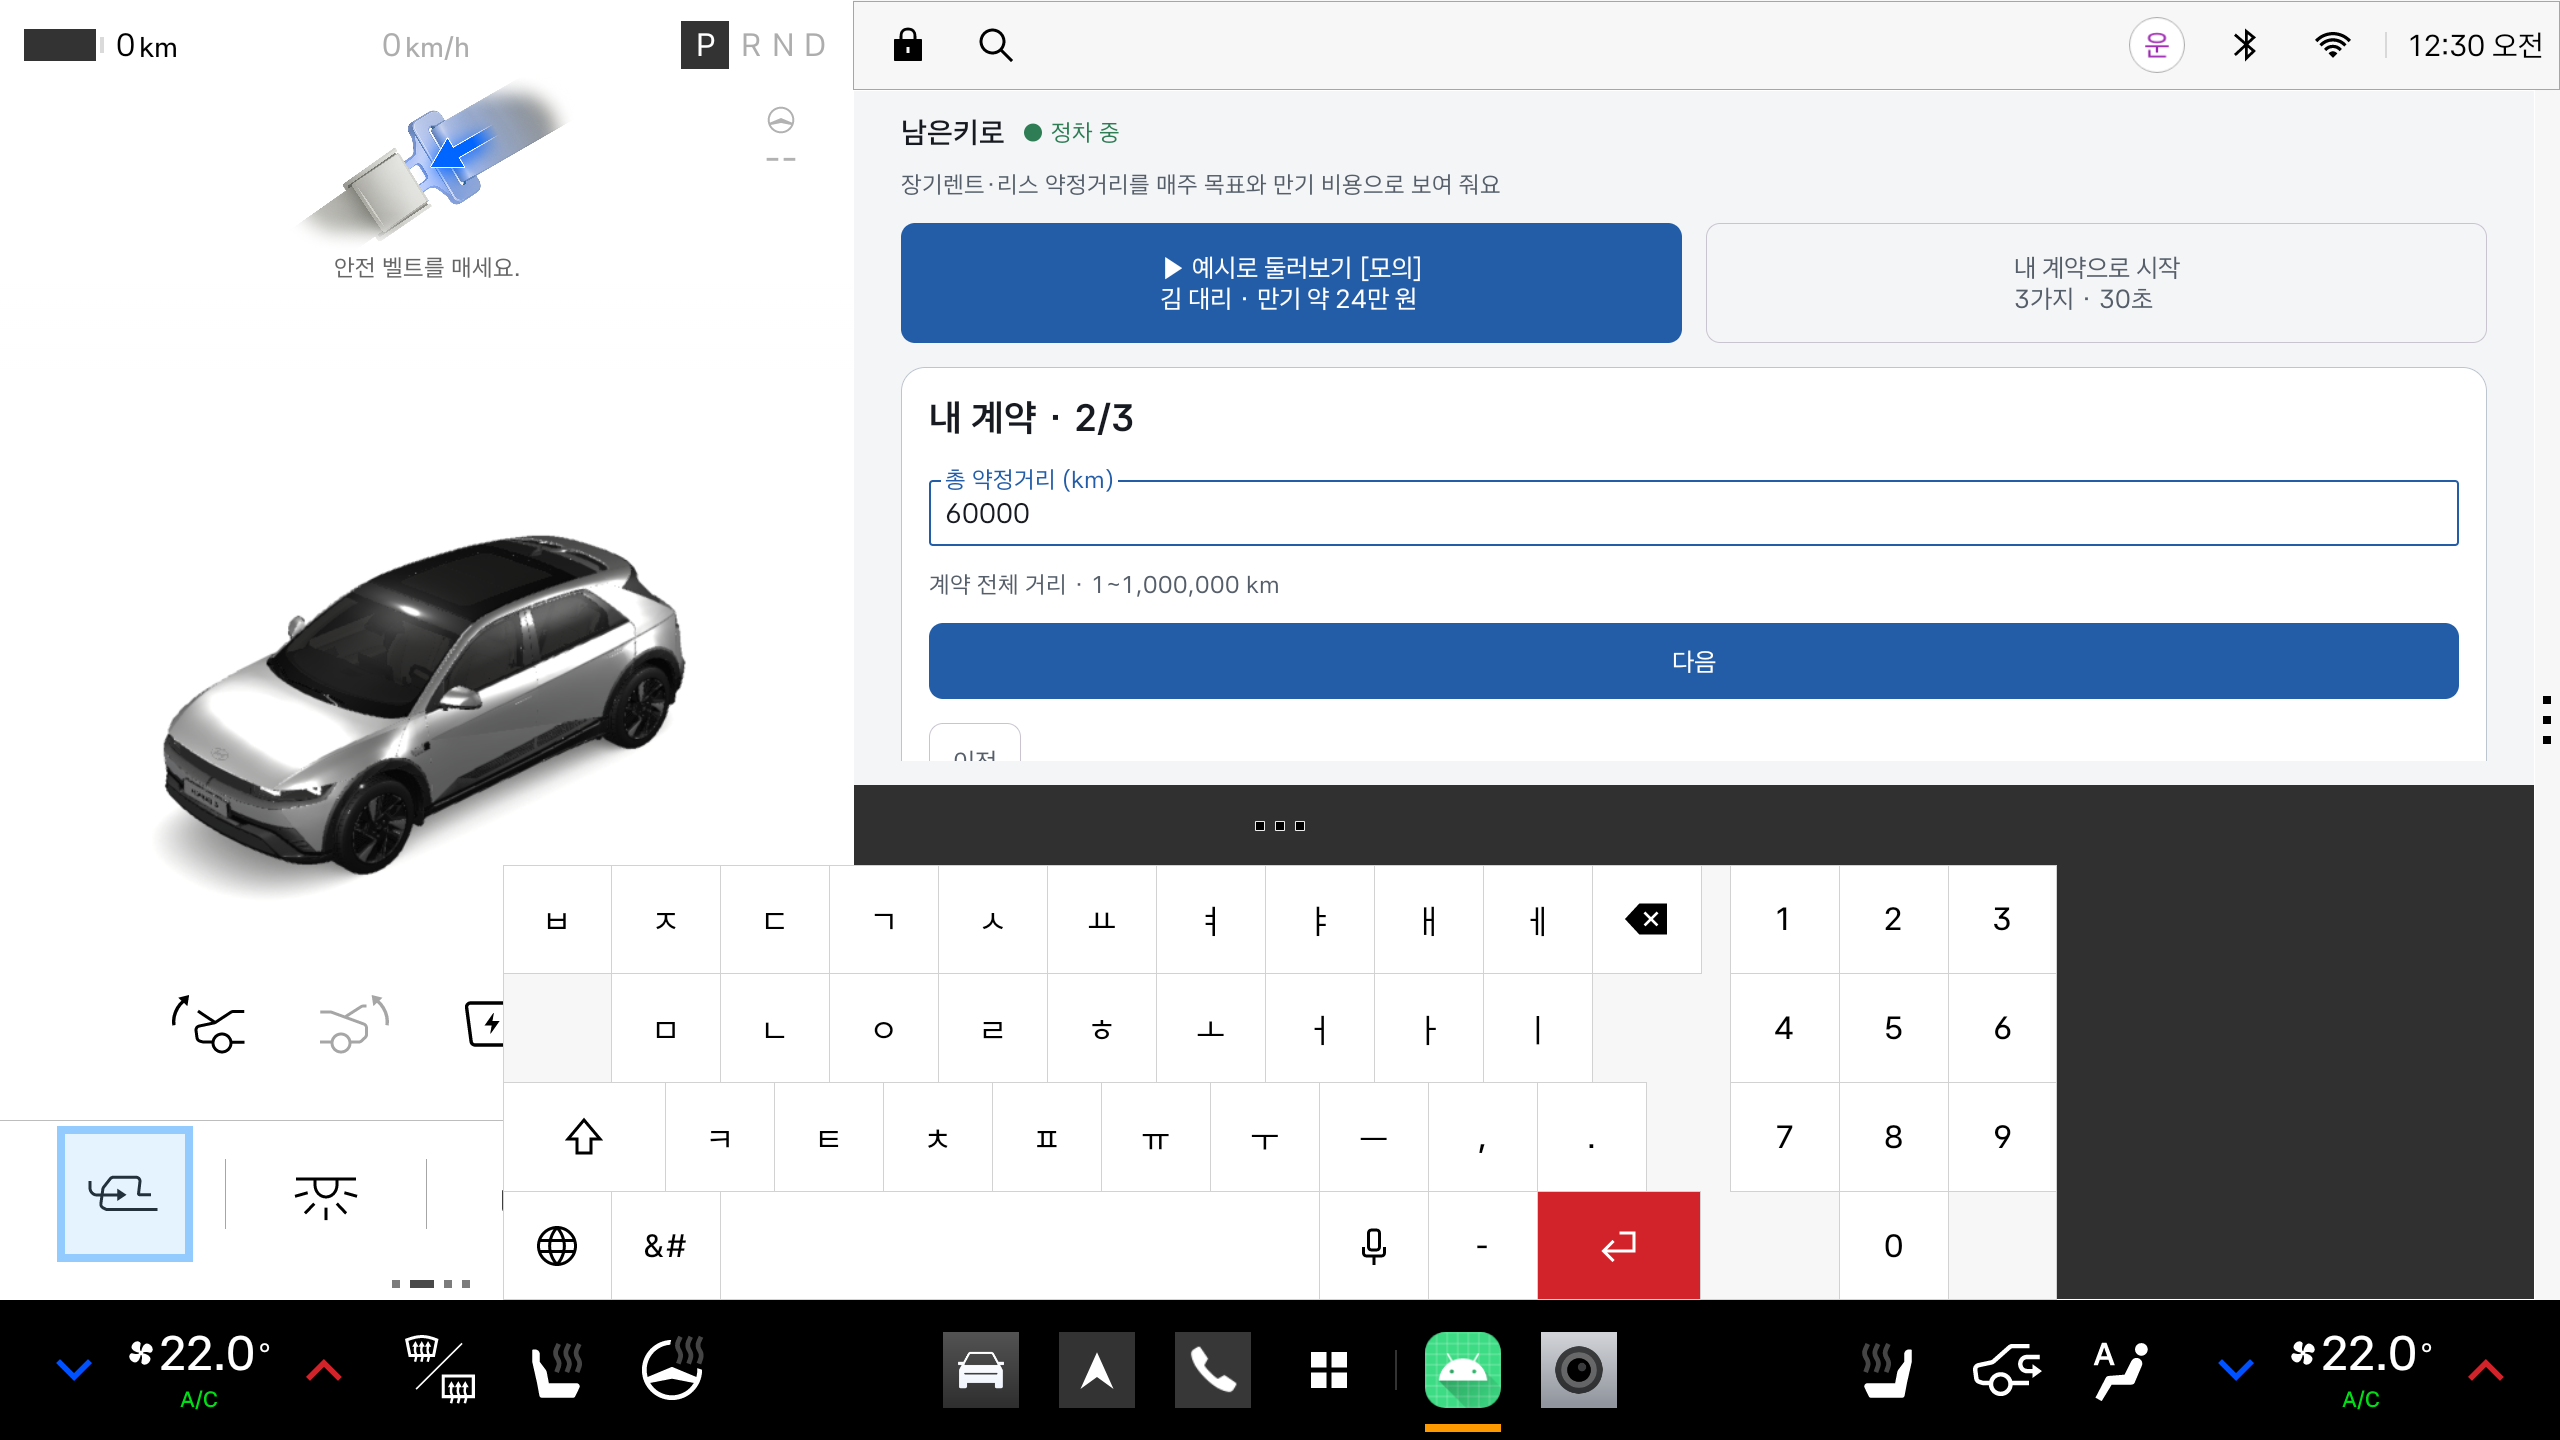 0 km
0 km/h
P R N D
운
12:30 오전
안전 벨트를 매세요.
남은키로
정차 중
장기렌트·리스 약정거리를 매주 목표와 만기 비용으로 보여 줘요
▶ 예시로 둘러보기 [모의]
김 대리 · 만기 약 24만 원
내 계약으로 시작
3가지 · 30초
내 계약 · 2/3
총 약정거리 (km)
60000
계약 전체 거리 · 1~1,000,000 km
다음
이전
ㅂ ㅈ ㄷ ㄱ ㅅ ㅛ ㅕ ㅑ ㅐ ㅔ 1 2 3
ㅁ ㄴ ㅇ ㄹ ㅎ ㅗ ㅓ ㅏ ㅣ 4 5 6
ㅋ ㅌ ㅊ ㅍ ㅠ ㅜ ㅡ , . 7 8 9
&# - 0
22.0°
A/C
A
22.0°
A/C